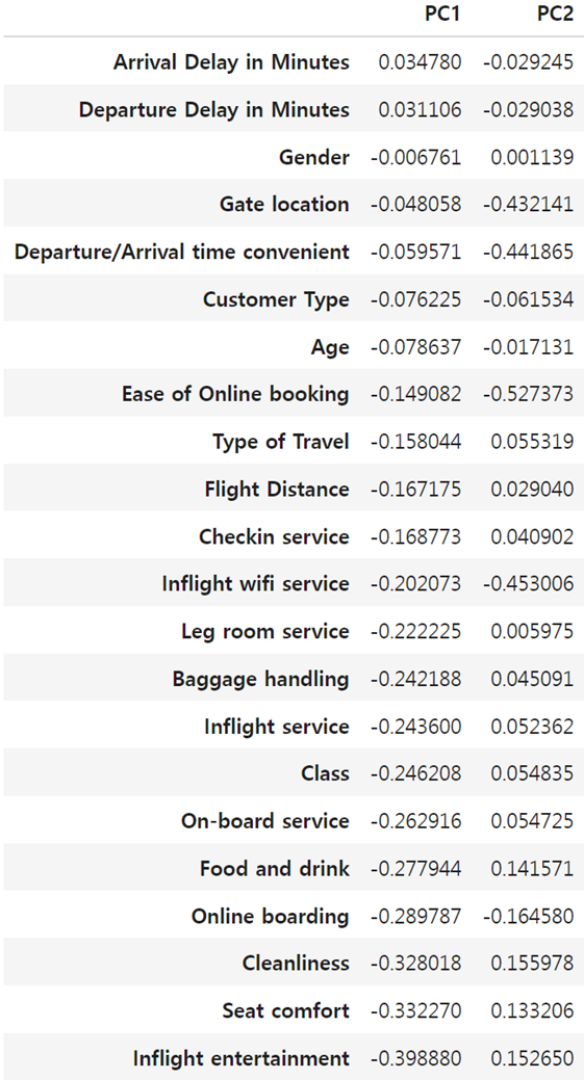 PC1 PC2
Arrival Delay in Minutes 0.034780 -0.029245
Departure Delay in Minutes 0.031106 -0.029038
Gender -0.006761 0.001139
Gate location -0.048058 -0.432141
Departure/Arrival time convenient -0.059571 -0.441865
Customer Type -0.076225 -0.061534
Age -0.078637 -0.017131
Ease of Online booking -0.149082 -0.527373
Type of Travel -0.158044 0.055319
Flight Distance -0.167175 0.029040
Checkin service -0.168773 0.040902
Inflight wifi service -0.202073 -0.453006
Leg room service -0.222225 0.005975
Baggage handling -0.242188 0.045091
Inflight service -0.243600 0.052362
Class -0.246208 0.054835
On-board service -0.262916 0.054725
Food and drink -0.277944 0.141571
Online boarding -0.289787 -0.164580
Cleanliness -0.328018 0.155978
Seat comfort -0.332270 0.133206
Inflight entertainment -0.398880 0.152650